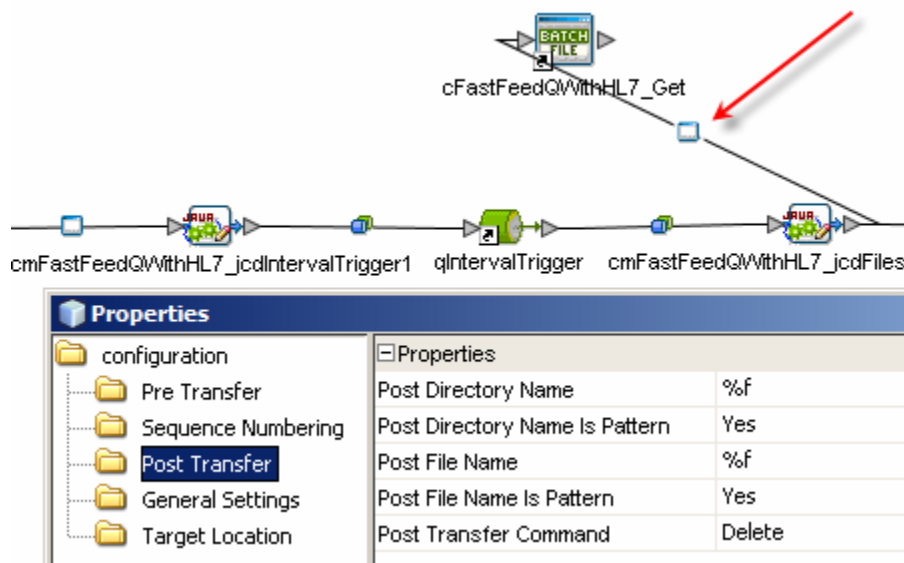 BATCH
FILE
cFastFeedQWithHL7_Get
JAVA
JAVA
cmFastFeedQWithHL7_jcdIntervalTrigger1 qIntervalTrigger cmFastFeedQWithHL7_jcdFiles
Properties
configuration
Pre Transfer
Sequence Numbering
Post Transfer
General Settings
Target Location
Properties
Post Directory Name %f
Post Directory Name Is Pattern Yes
Post File Name %f
Post File Name Is Pattern Yes
Post Transfer Command Delete